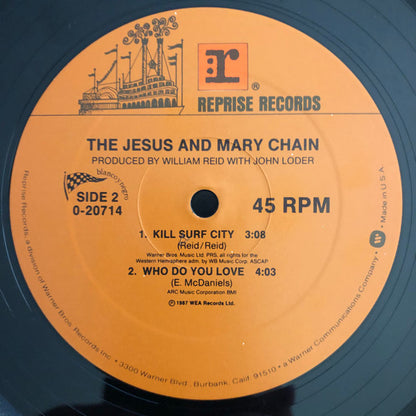 r
®
REPRISE RECORDS
THE JESUS AND MARY CHAIN
PRODUCED BY WILLIAM REID WITH JOHN LODER
blanco y negro
SIDE 2
0-20714
45 RPM
1. KILL SURF CITY 3:08
(Reid/Reid)
Warner Bros. Music Ltd. PRS, all rights for the
Western Hemisphere adm. by WB Music Corp. ASCAP
2. WHO DO YOU LOVE 4:03
(E. McDaniels)
ARC Music Corporation BMI
℗ 1987 WEA Records Ltd.
Reprise Records, a division of Warner Bros. Records Inc. • 3300 Warner Blvd., Burbank, Calif. 91510 • a Warner Communications Company • W • Made in U.S.A.